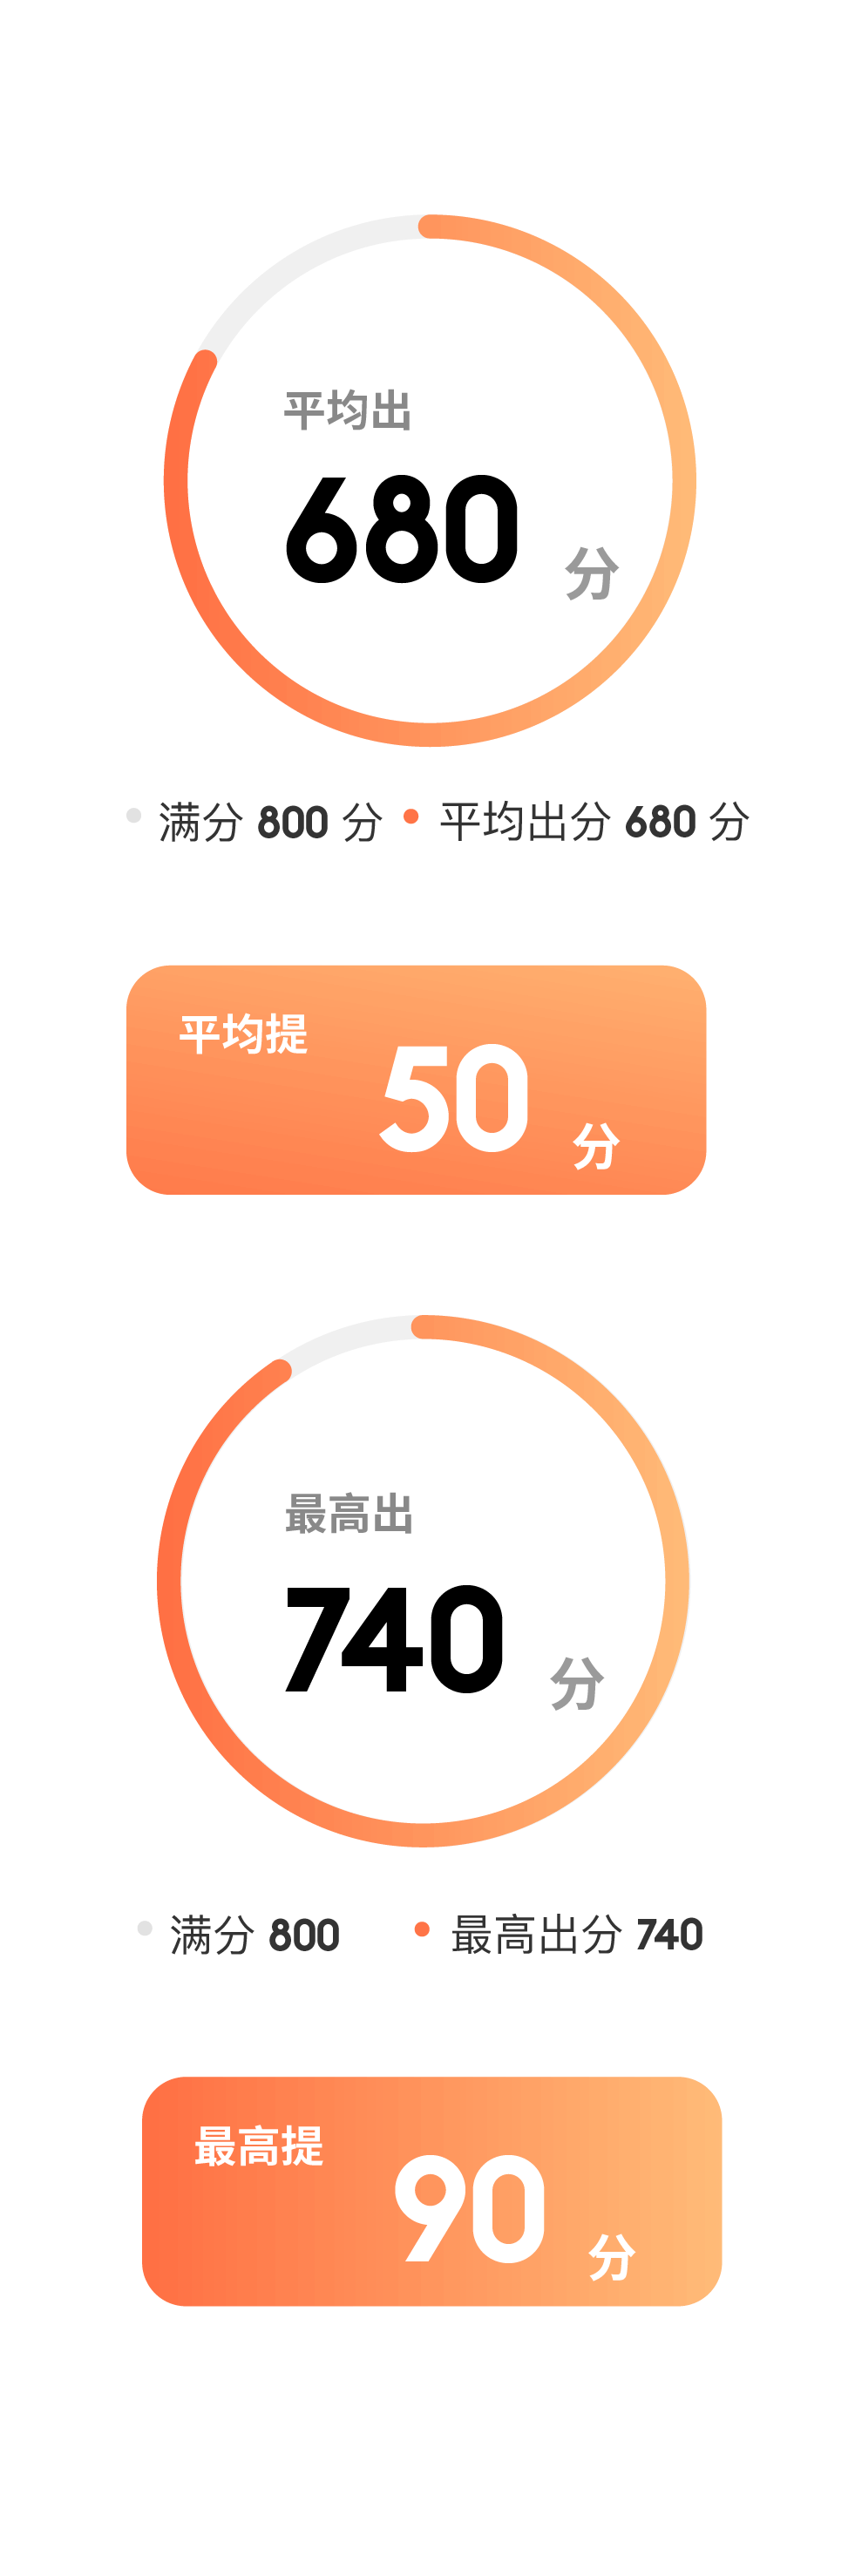 平均出
680 分
满分 800 分 平均出分 680 分
平均提
50 分
最高出
740 分
满分 800 最高出分 740
最高提
90 分